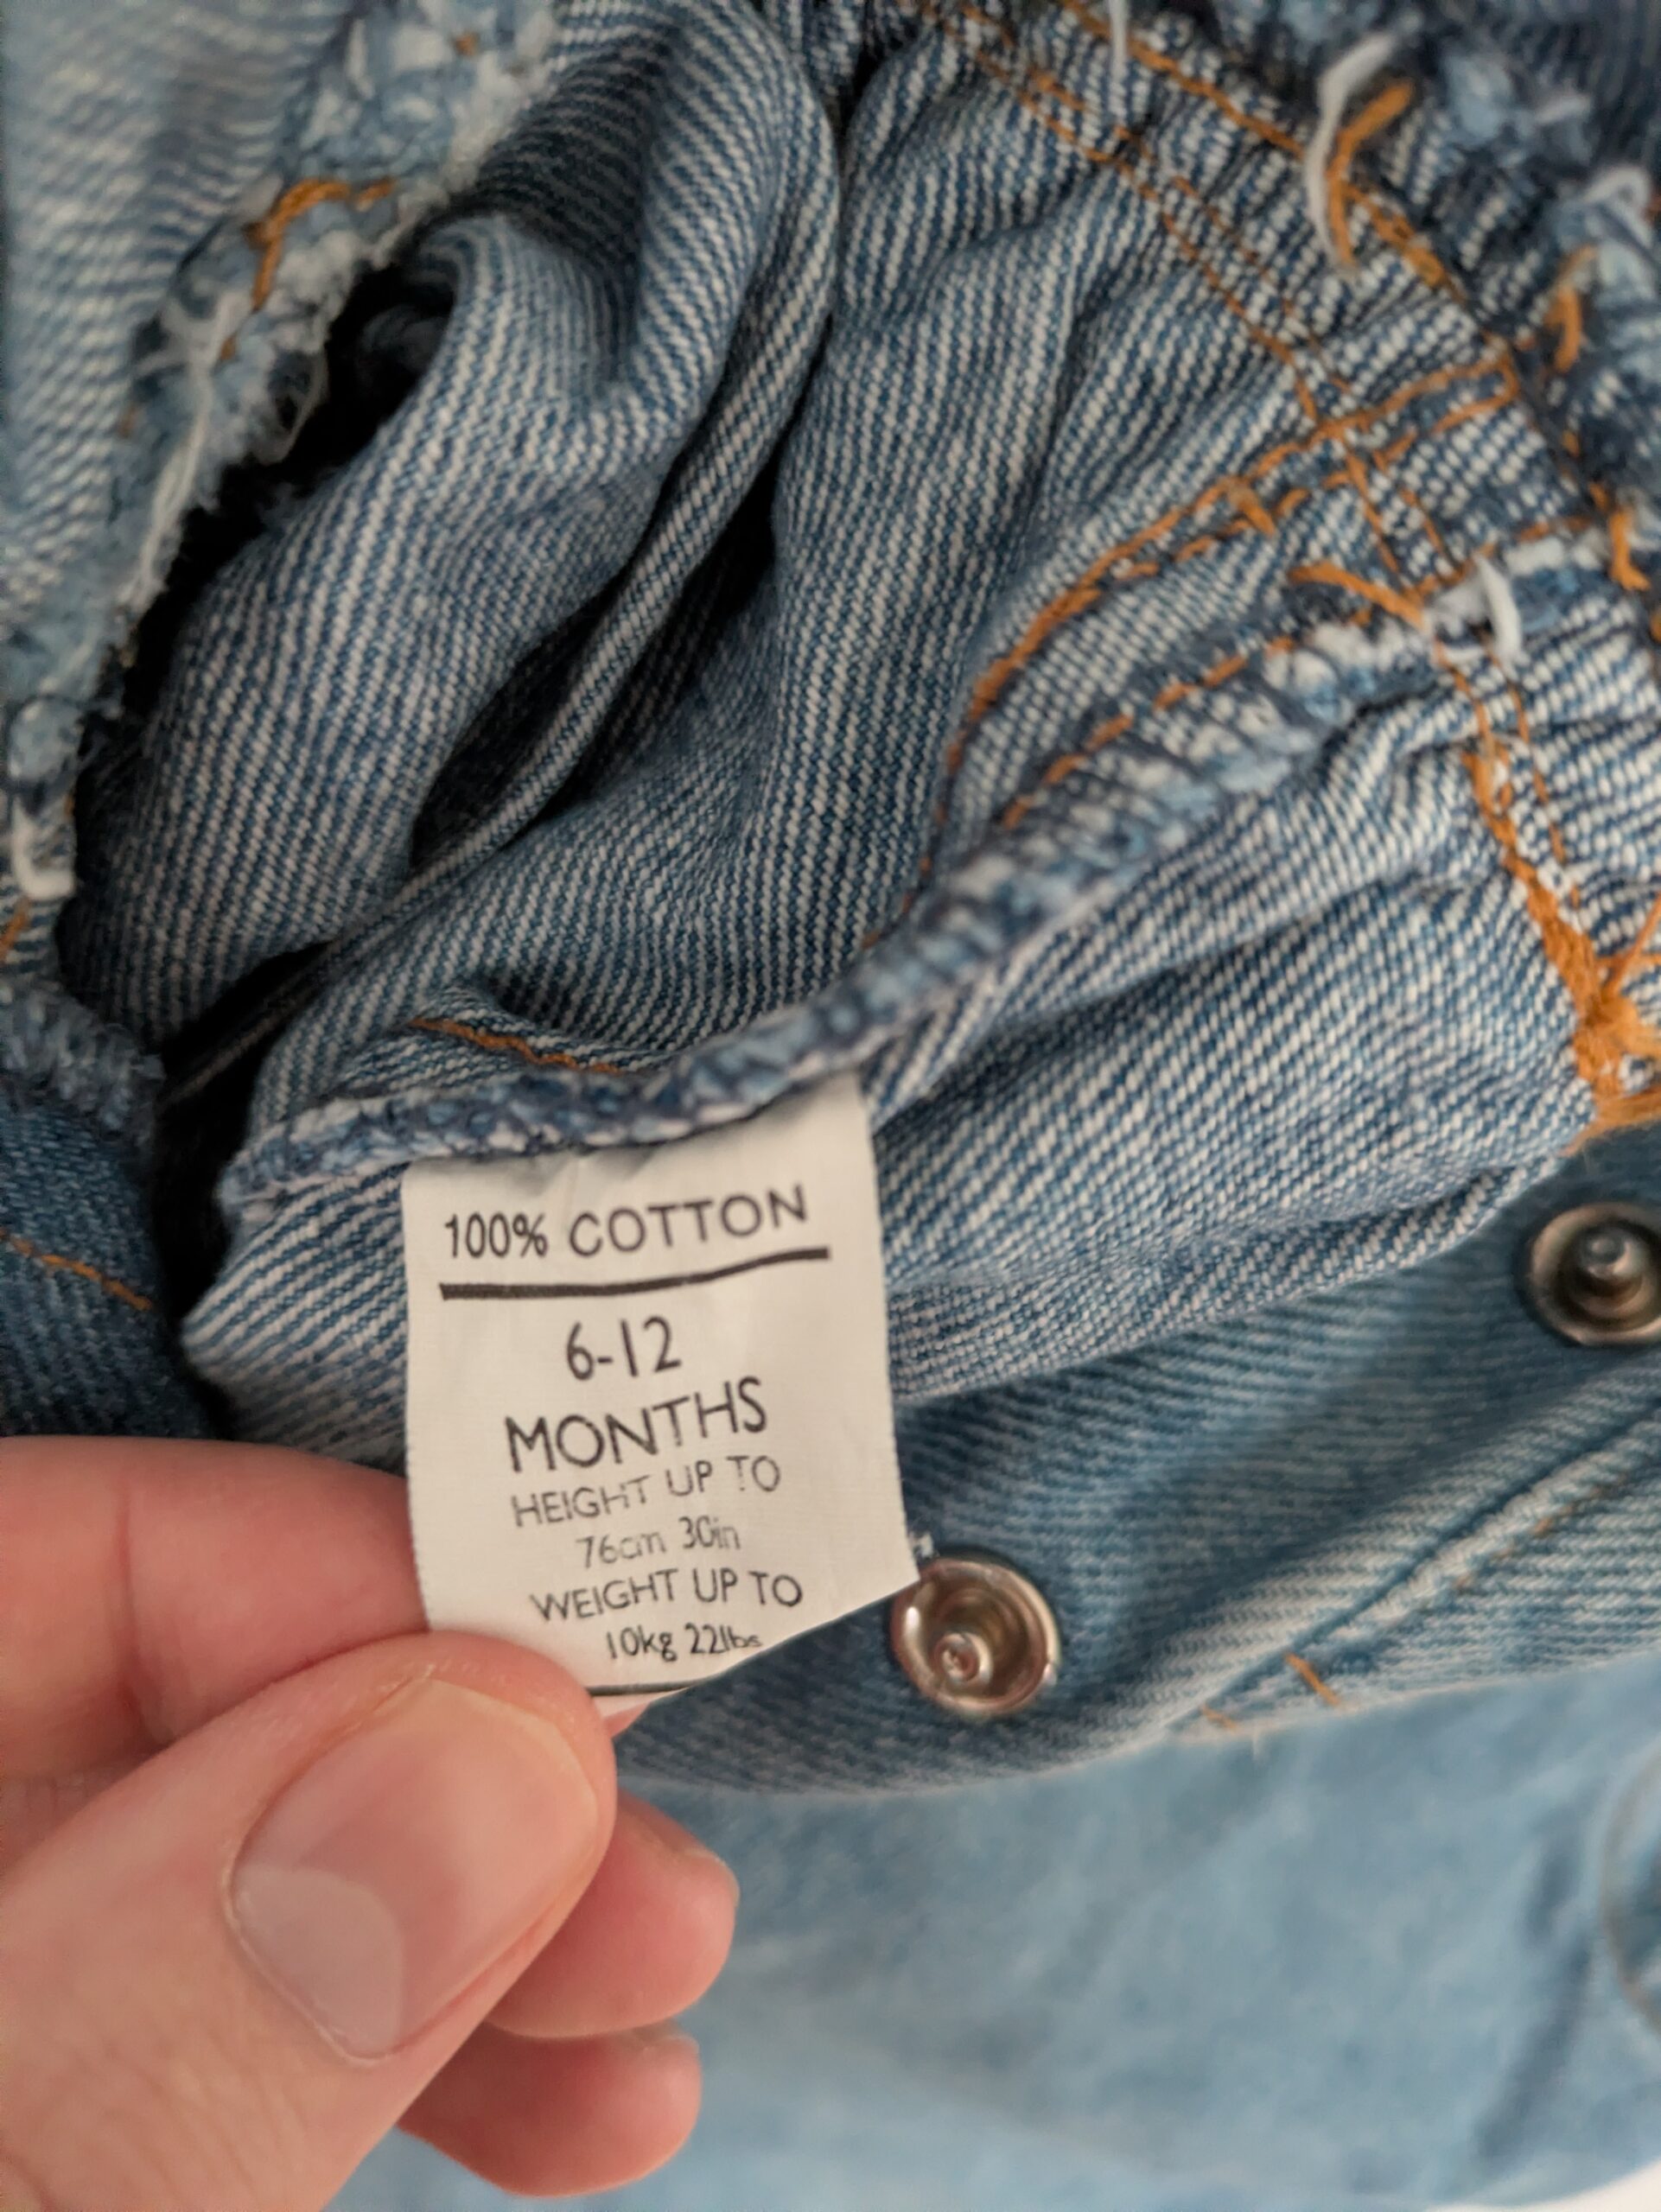 100% COTTON
6-12
MONTHS
HEIGHT UP TO
76cm 30in
WEIGHT UP TO
10kg 22lbs